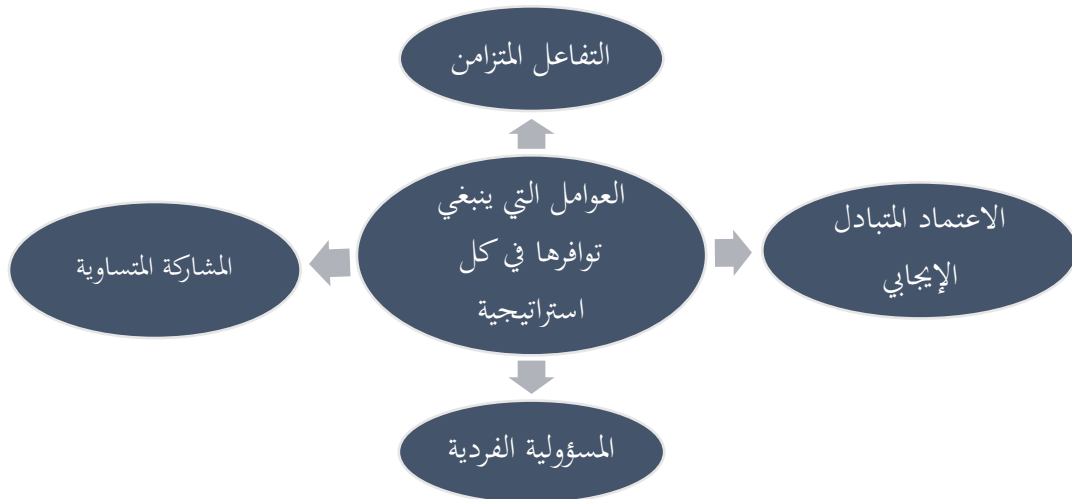 التفاعل المتزامن
العوامل التي ينبغي
توافرها في كل
استراتيجية
الاعتماد المتبادل
الإيجابي
المشاركة المتساوية
المسؤولية الفردية